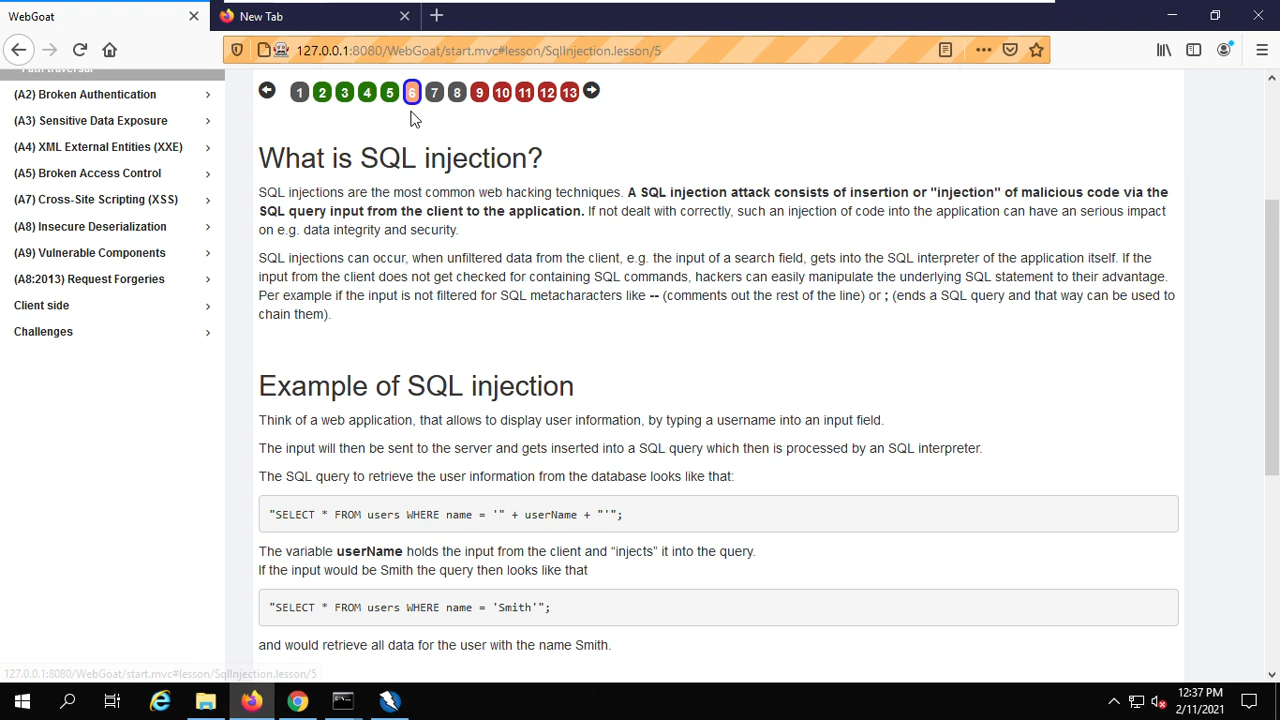 WebGoat
New Tab
127.0.0.1:8080/WebGoat/start.mvc#lesson/SqlInjection.lesson/5
Path traversal
(A2) Broken Authentication
(A3) Sensitive Data Exposure
(A4) XML External Entities (XXE)
(A5) Broken Access Control
(A7) Cross-Site Scripting (XSS)
(A8) Insecure Deserialization
(A9) Vulnerable Components
(A8:2013) Request Forgeries
Client side
Challenges
1 2 3 4 5 6 7 8 9 10 11 12 13
What is SQL injection?
SQL injections are the most common web hacking techniques. A SQL injection attack consists of insertion or "injection" of malicious code via the
SQL query input from the client to the application. If not dealt with correctly, such an injection of code into the application can have an serious impact
on e.g. data integrity and security.
SQL injections can occur, when unfiltered data from the client, e.g. the input of a search field, gets into the SQL interpreter of the application itself. If the
input from the client does not get checked for containing SQL commands, hackers can easily manipulate the underlying SQL statement to their advantage.
Per example if the input is not filtered for SQL metacharacters like -- (comments out the rest of the line) or ; (ends a SQL query and that way can be used to
chain them).
Example of SQL injection
Think of a web application, that allows to display user information, by typing a username into an input field.
The input will then be sent to the server and gets inserted into a SQL query which then is processed by an SQL interpreter.
The SQL query to retrieve the user information from the database looks like that:
"SELECT * FROM users WHERE name = '" + userName + "'";
The variable userName holds the input from the client and “injects” it into the query.
If the input would be Smith the query then looks like that
"SELECT * FROM users WHERE name = 'Smith'";
and would retrieve all data for the user with the name Smith.
127.0.0.1:8080/WebGoat/start.mvc#lesson/SqlInjection.lesson/5
12:37 PM
2/11/2021